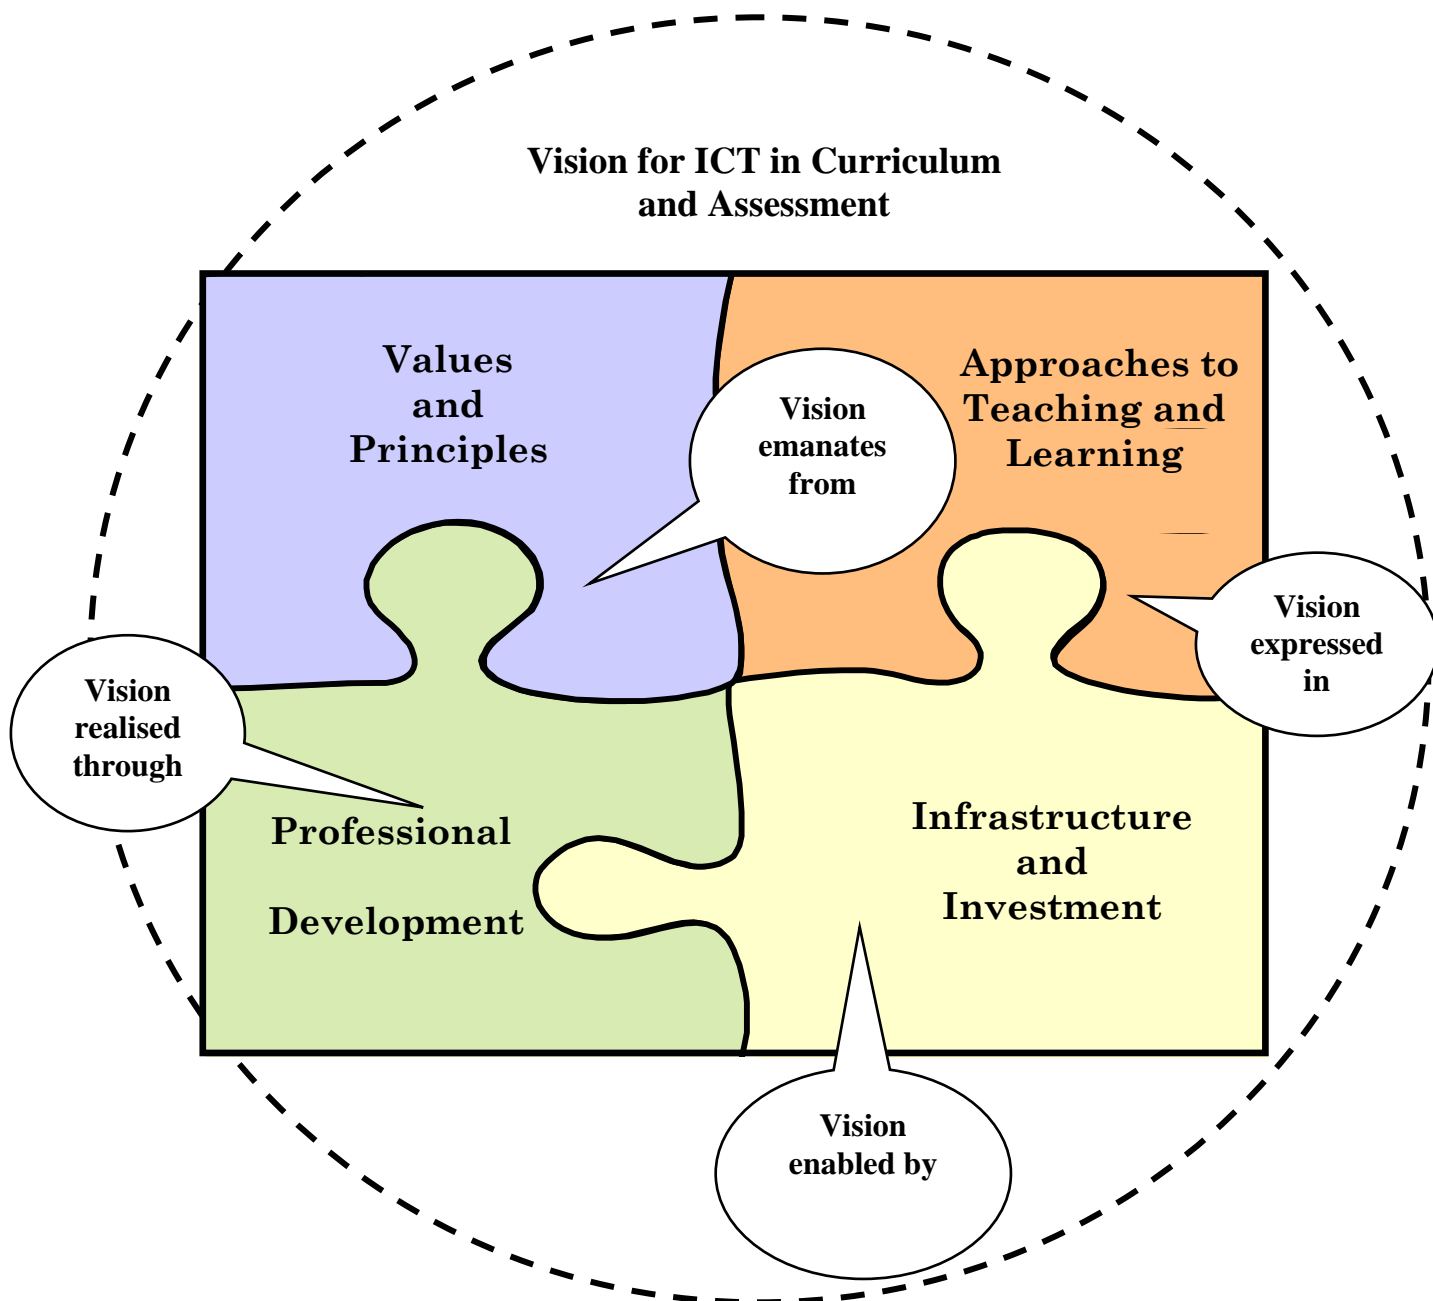 Vision for ICT in Curriculum
and Assessment
Values
and
Principles
Vision
emanates
from
Approaches to
Teaching and
Learning
Vision
expressed
in
Vision
realised
through
Professional
Development
Infrastructure
and
Investment
Vision
enabled by